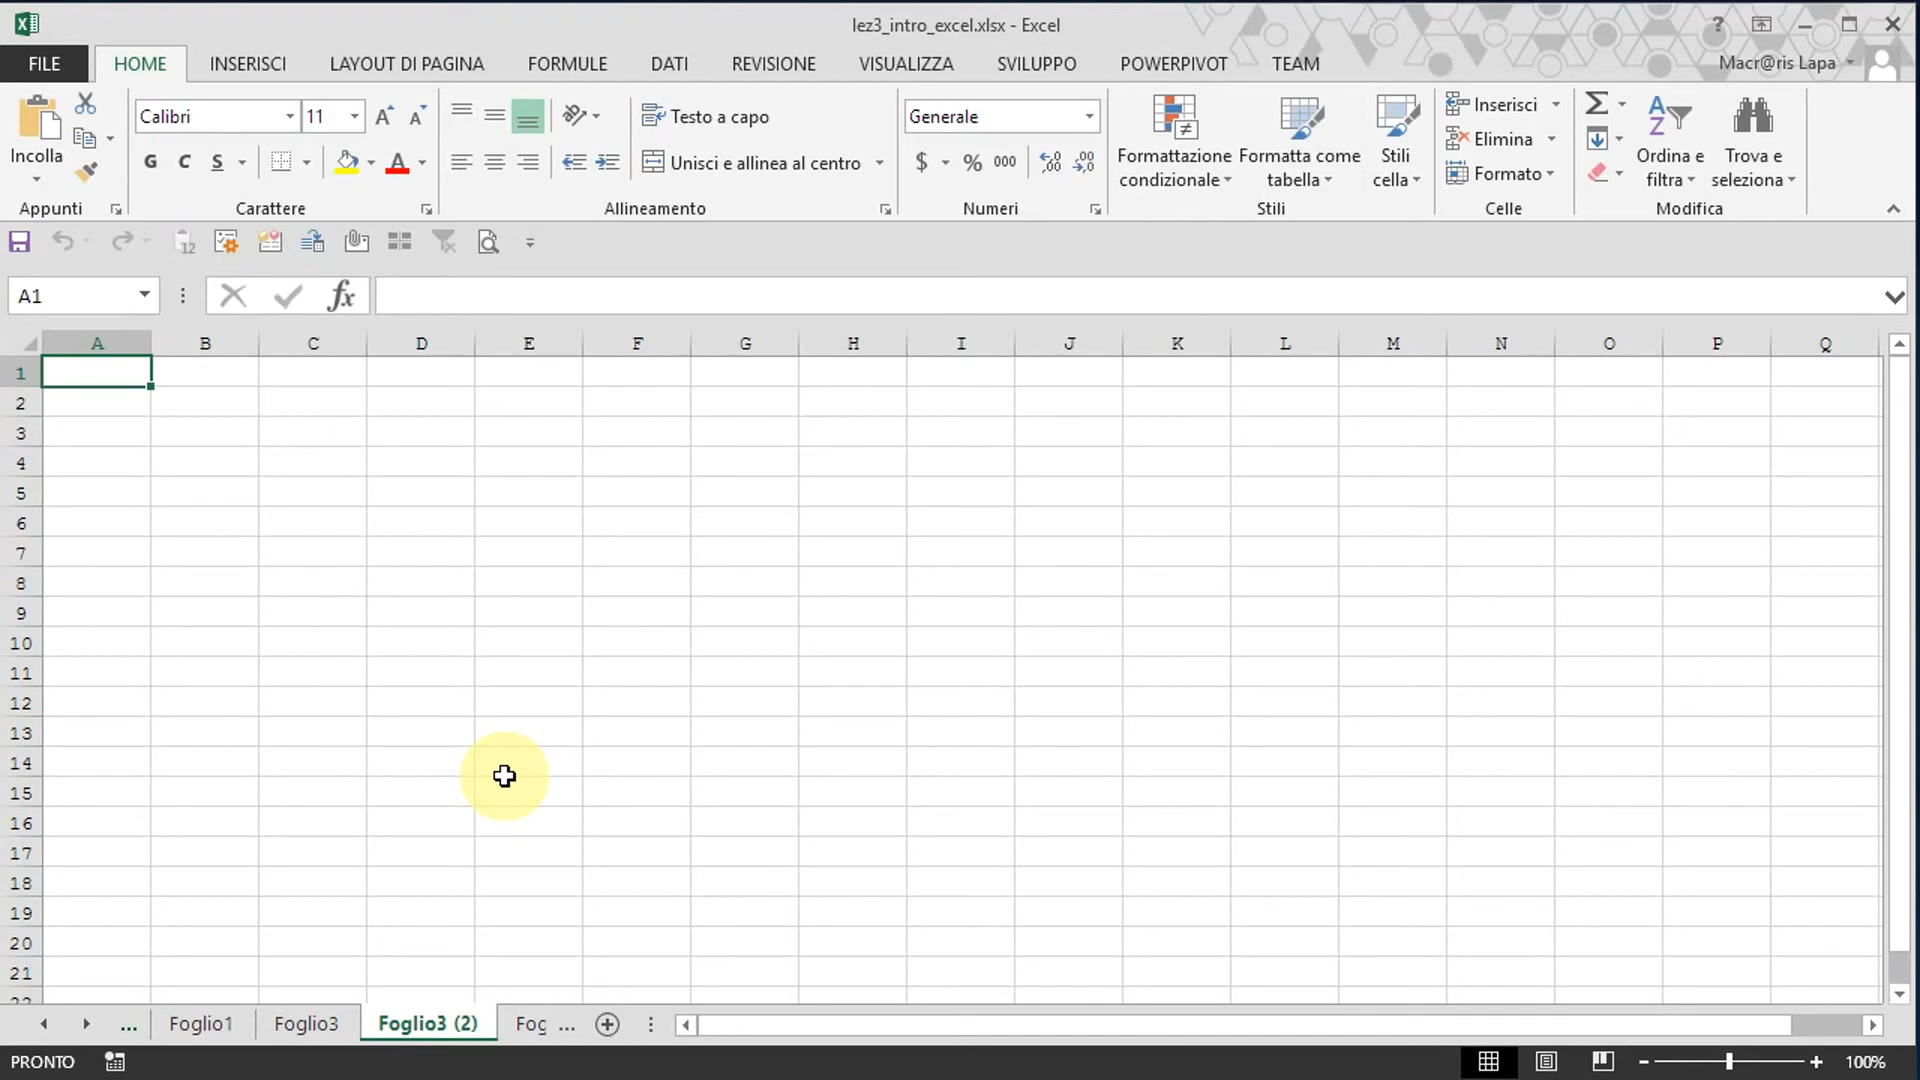 lez3_intro_excel.xlsx - Excel
?
FILE HOME INSERISCI LAYOUT DI PAGINA FORMULE DATI REVISIONE VISUALIZZA SVILUPPO POWERPIVOT TEAM Macr@ris Lapa
Incolla
Appunti
Calibri 11
G C S
Carattere
Testo a capo
Unisci e allinea al centro
Allineamento
Generale
$ % 000
Numeri
Formattazione condizionale
Formatta come tabella
Stili cella
Stili
Inserisci
Elimina
Formato
Celle
Ordina e filtra
Trova e seleziona
Modifica
A1 fx
A B C D E F G H I J K L M N O P Q
1
2
3
4
5
6
7
8
9
10
11
12
13
14
15
16
17
18
19
20
21
22
... Foglio1 Foglio3 Foglio3 (2) Fog ...
PRONTO 100%